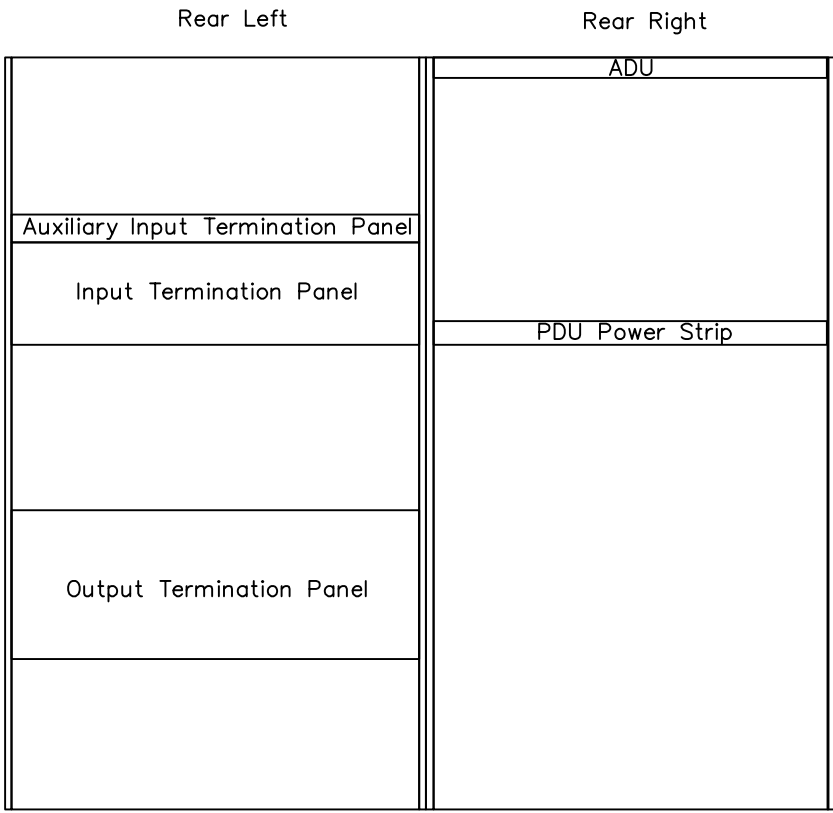 Rear Left
Rear Right
ADU
Auxiliary Input Termination Panel
Input Termination Panel
PDU Power Strip
Output Termination Panel